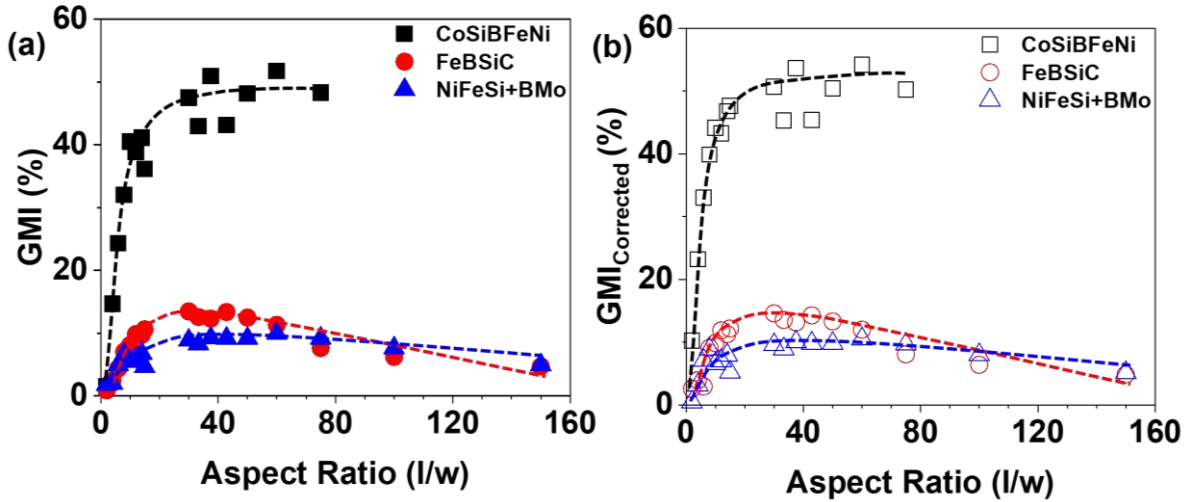 (a)
GMI (%)
60
40
20
0
CoSiBFeNi
FeBSiC
NiFeSi+BMo
0 40 80 120 160
Aspect Ratio (l/w)
(b)
GMICorrected (%)
60
40
20
0
CoSiBFeNi
FeBSiC
NiFeSi+BMo
0 40 80 120 160
Aspect Ratio (l/w)